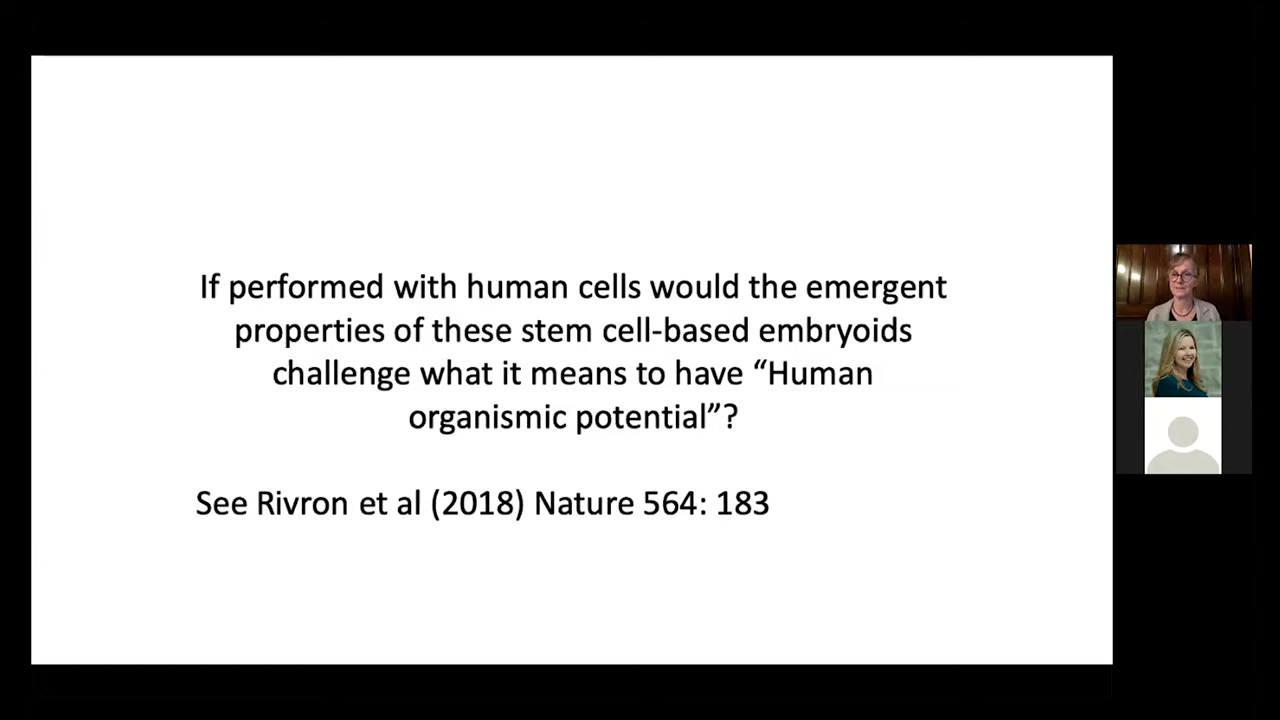 If performed with human cells would the emergent
properties of these stem cell-based embryoids
challenge what it means to have “Human
organismic potential”?
See Rivron et al (2018) Nature 564: 183